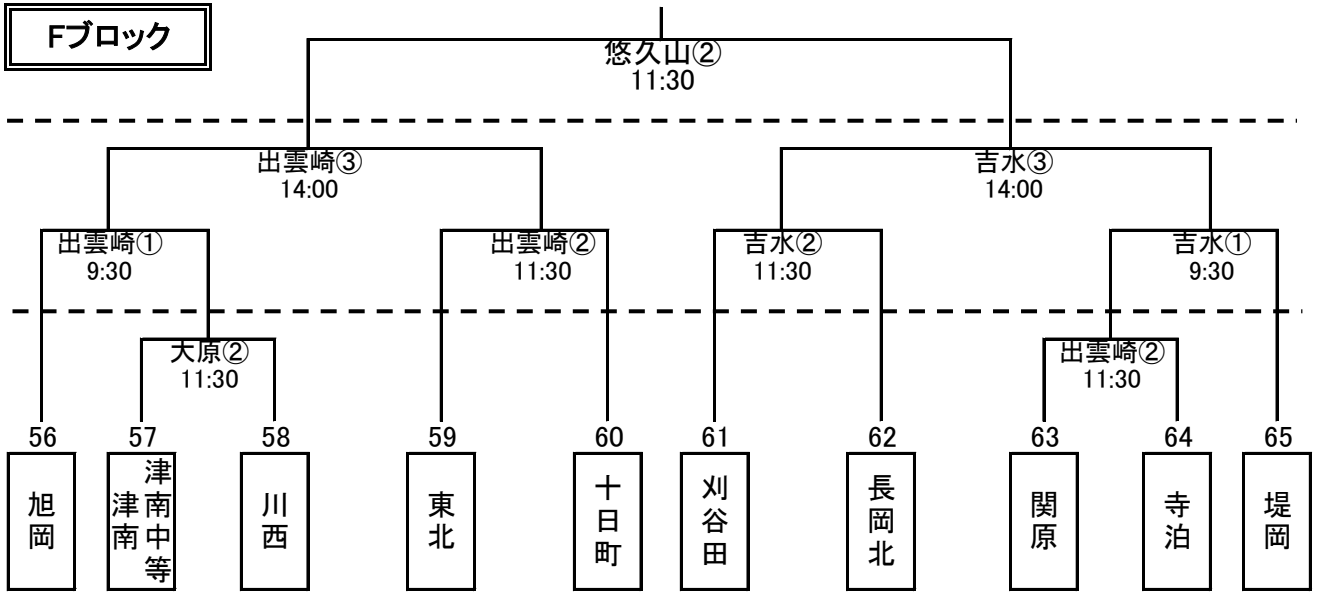 Fブロック
悠久山②
11:30
出雲崎③
14:00
吉水③
14:00
出雲崎①
9:30
出雲崎②
11:30
吉水②
11:30
吉水①
9:30
大原②
11:30
出雲崎②
11:30
56
57
58
59
60
61
62
63
64
65
旭岡
津南中等
津南
川西
東北
十日町
刈谷田
長岡北
関原
寺泊
堤岡